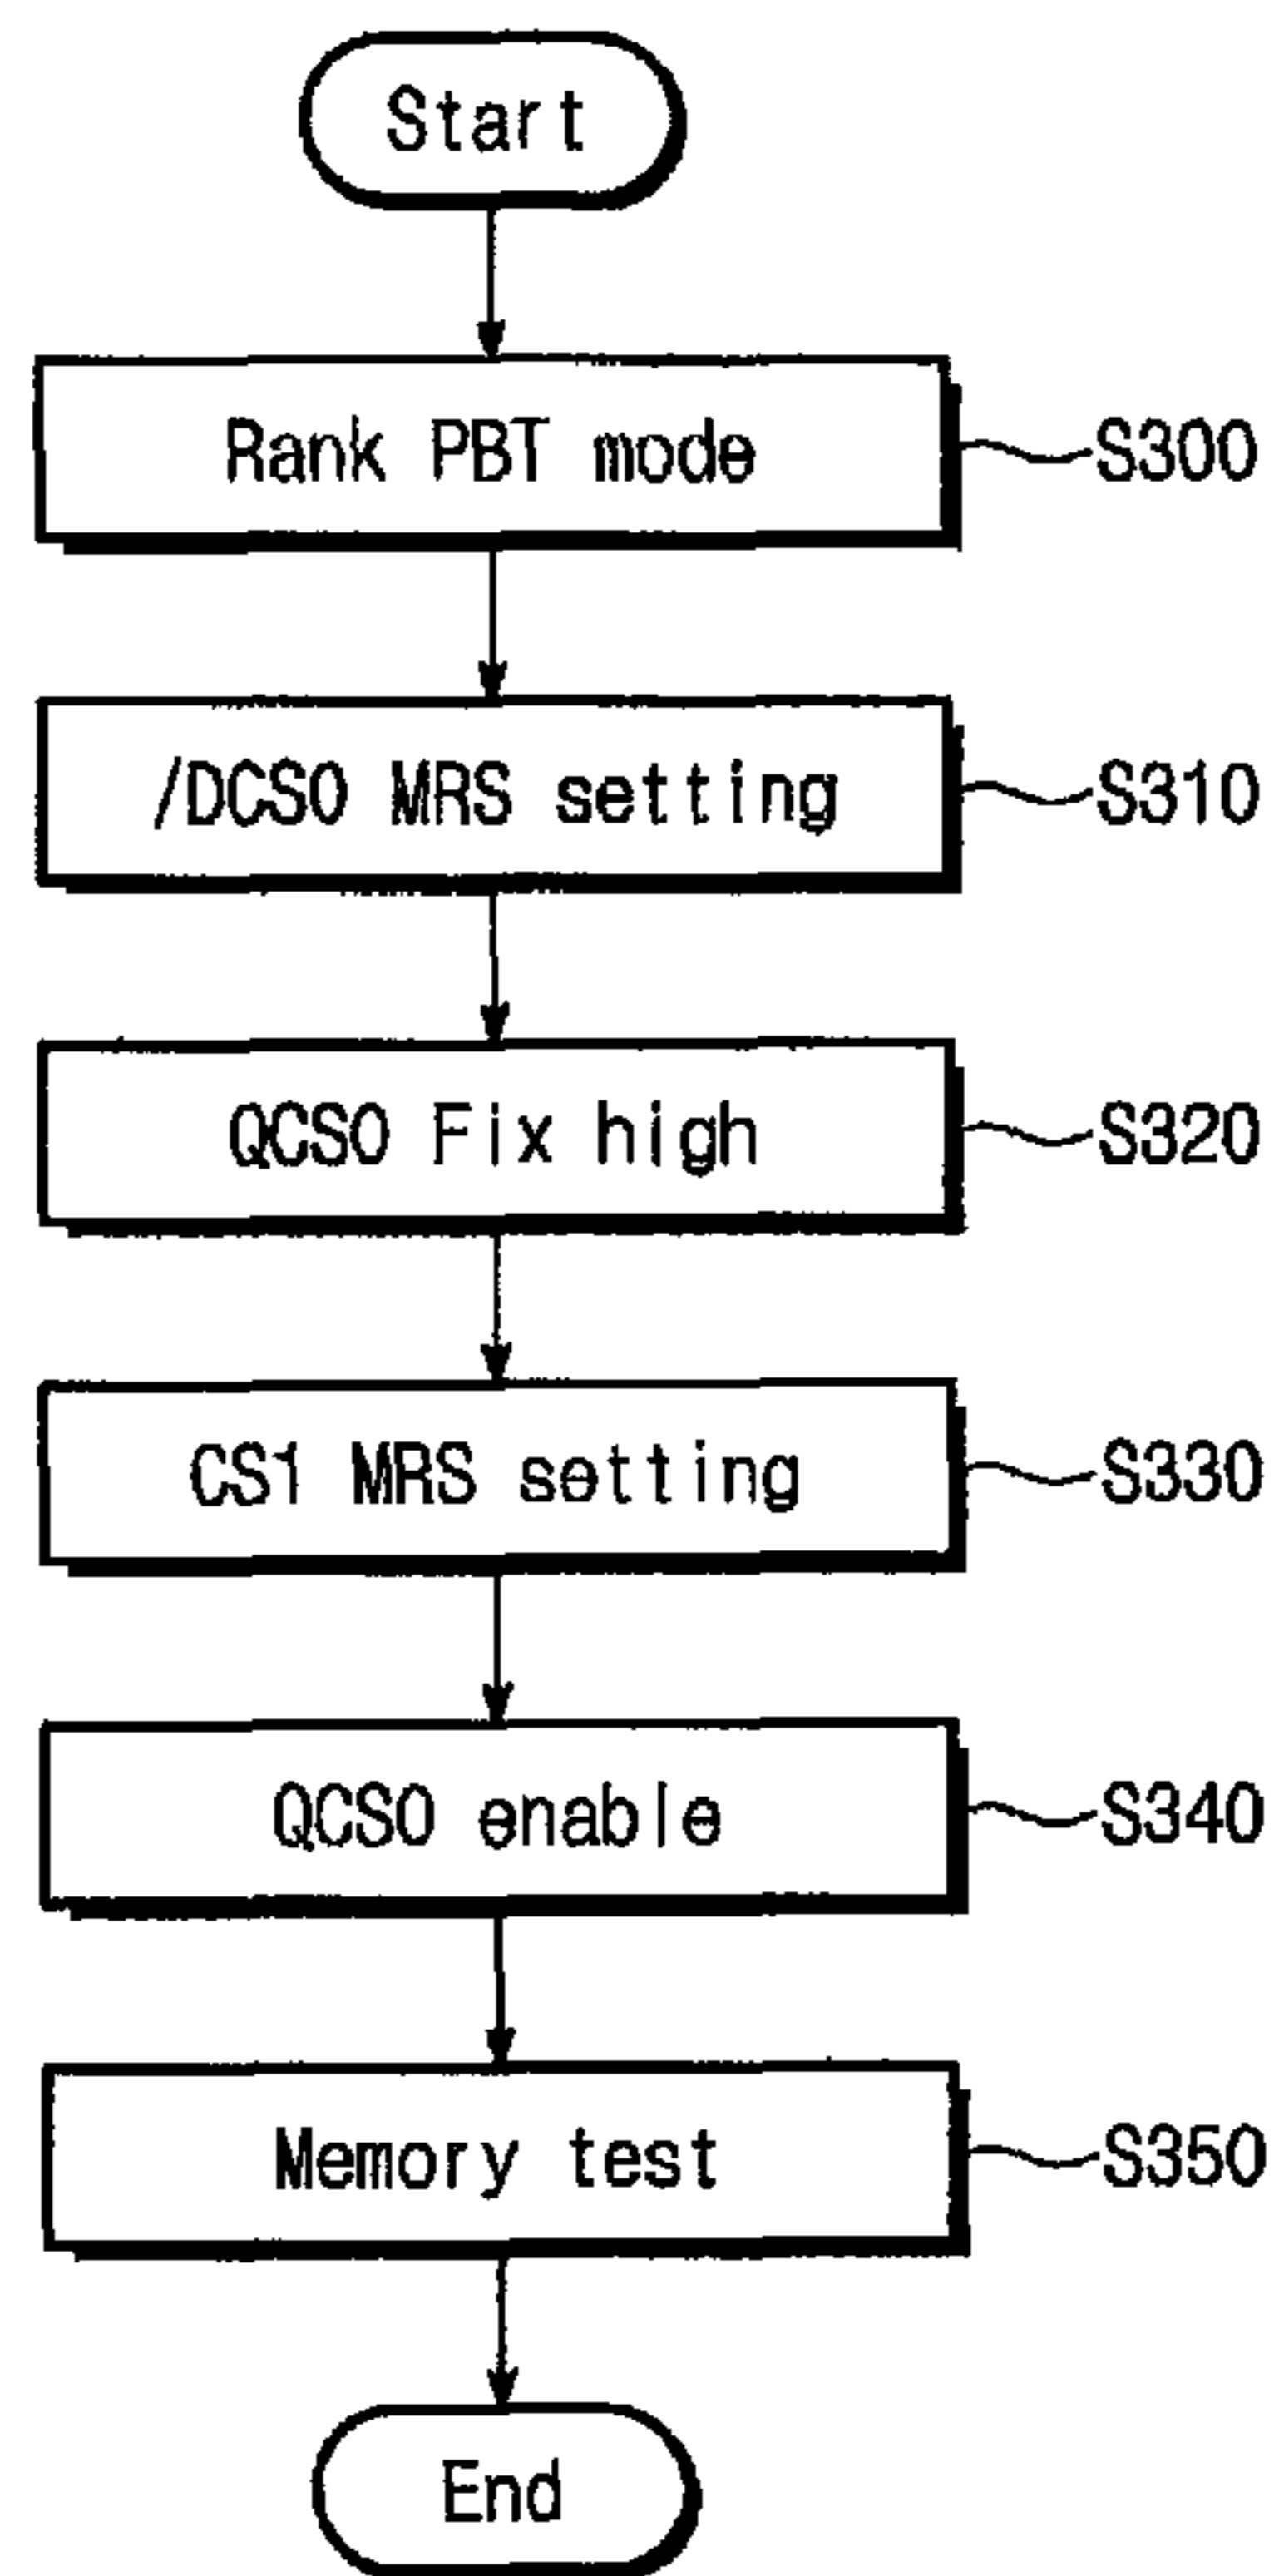 Start
Rank PBT mode
S300
/DCS0 MRS setting
S310
QCS0 Fix high
S320
CS1 MRS setting
S330
QCS0 enable
S340
Memory test
S350
End